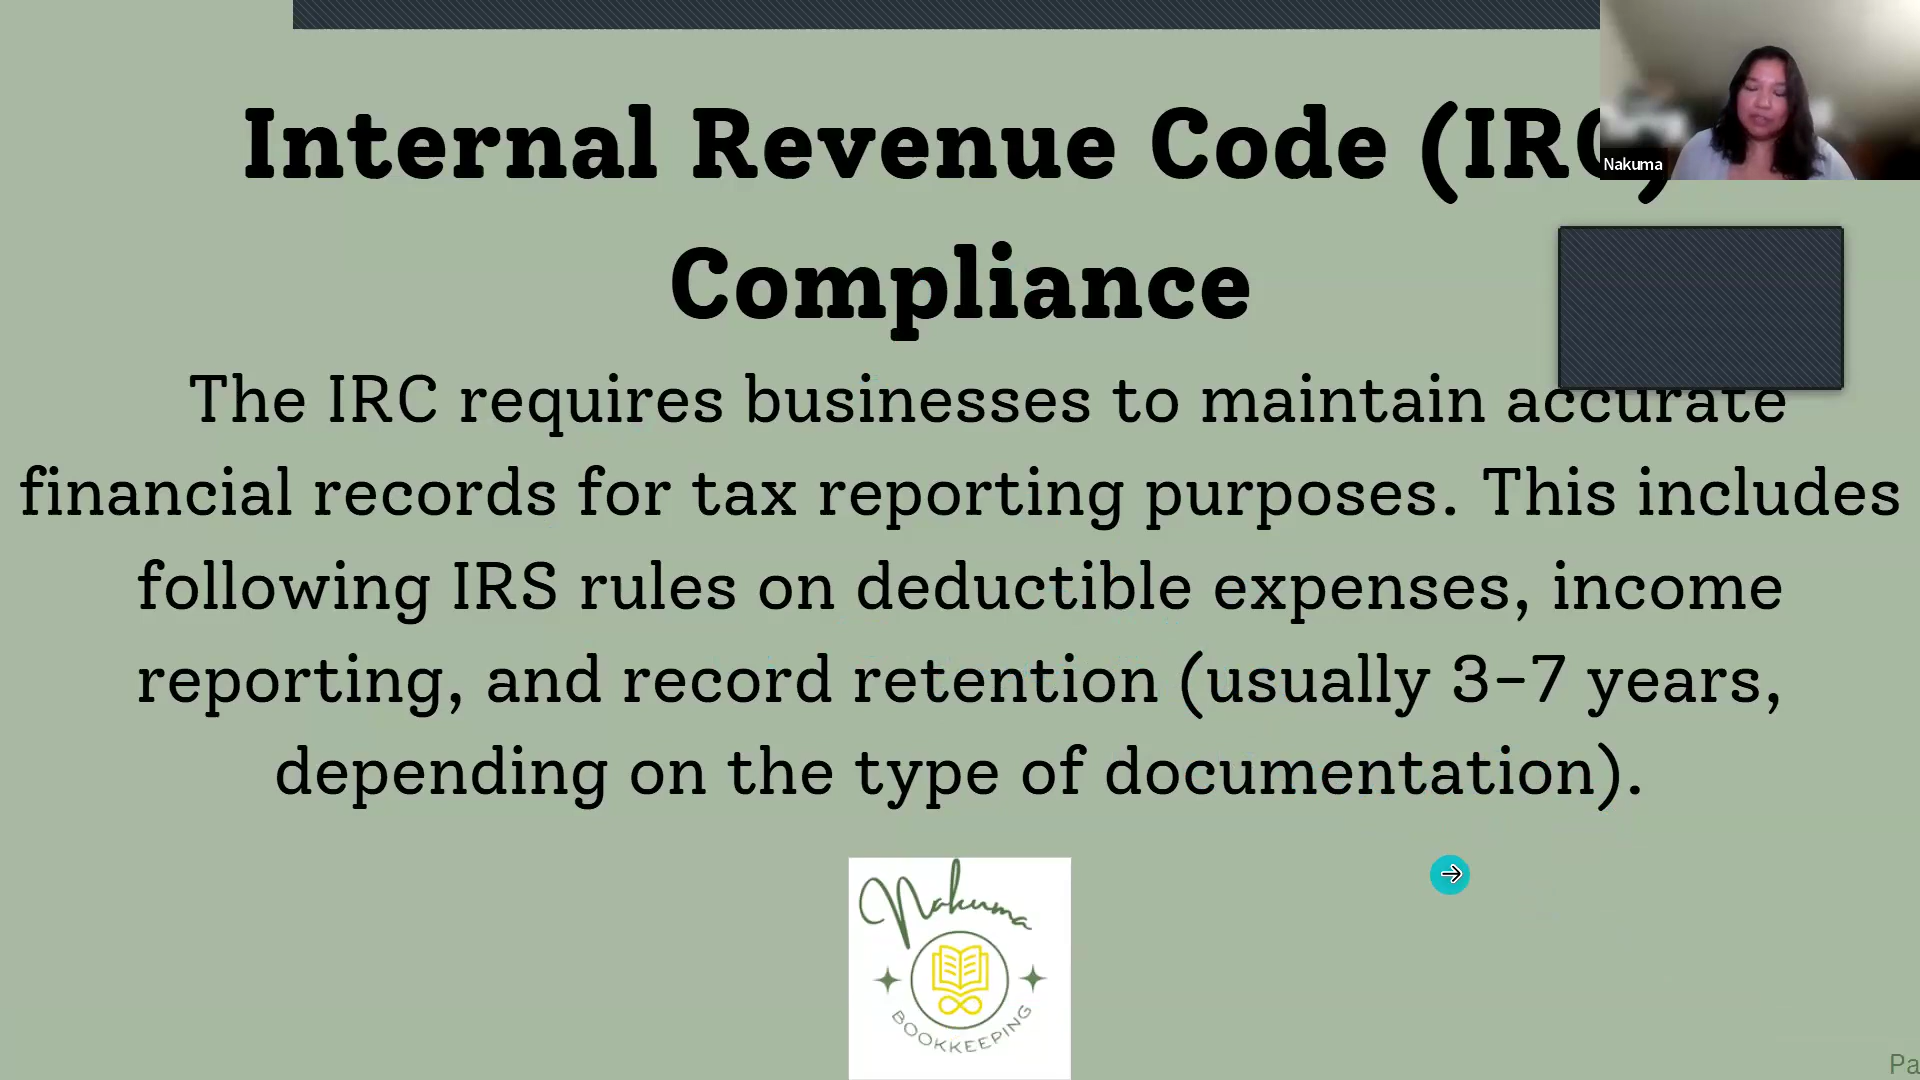 Internal Revenue Code (IRC)
Nakuma
Compliance
The IRC requires businesses to maintain accurate
financial records for tax reporting purposes. This includes
following IRS rules on deductible expenses, income
reporting, and record retention (usually 3–7 years,
depending on the type of documentation).
Nakuma
BOOKKEEPING
Pa